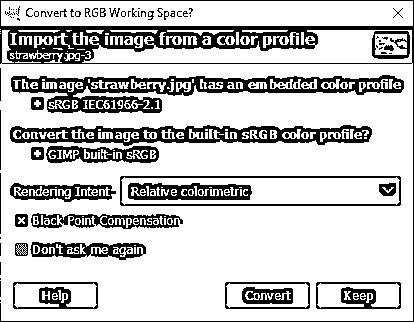 Convert to RGB Working Space?
Import the image from a color profile
strawberry.jpg-3
The image 'strawberry.jpg' has an embedded color profile
sRGB IEC61966-2.1
Convert the image to the built-in sRGB color profile?
GIMP built-in sRGB
Rendering Intent: Relative colorimetric
Black Point Compensation
Don't ask me again
Help Convert Keep